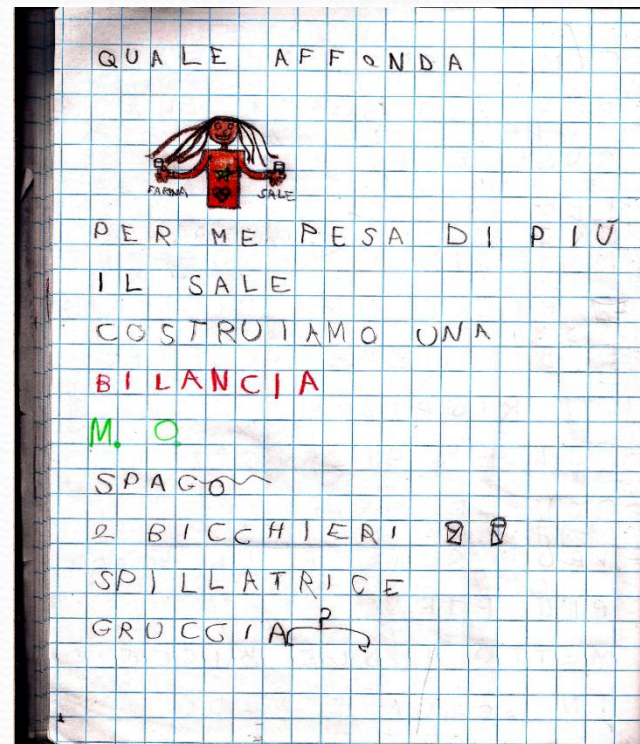 QUALE AFFONDA
FARINA SALE
PER ME PESA DI PIÙ
IL SALE
COSTRUIAMO UNA
BILANCIA
M. O.
SPAGO
2 BICCHIERI
SPILLATRICE
GRUCCIA